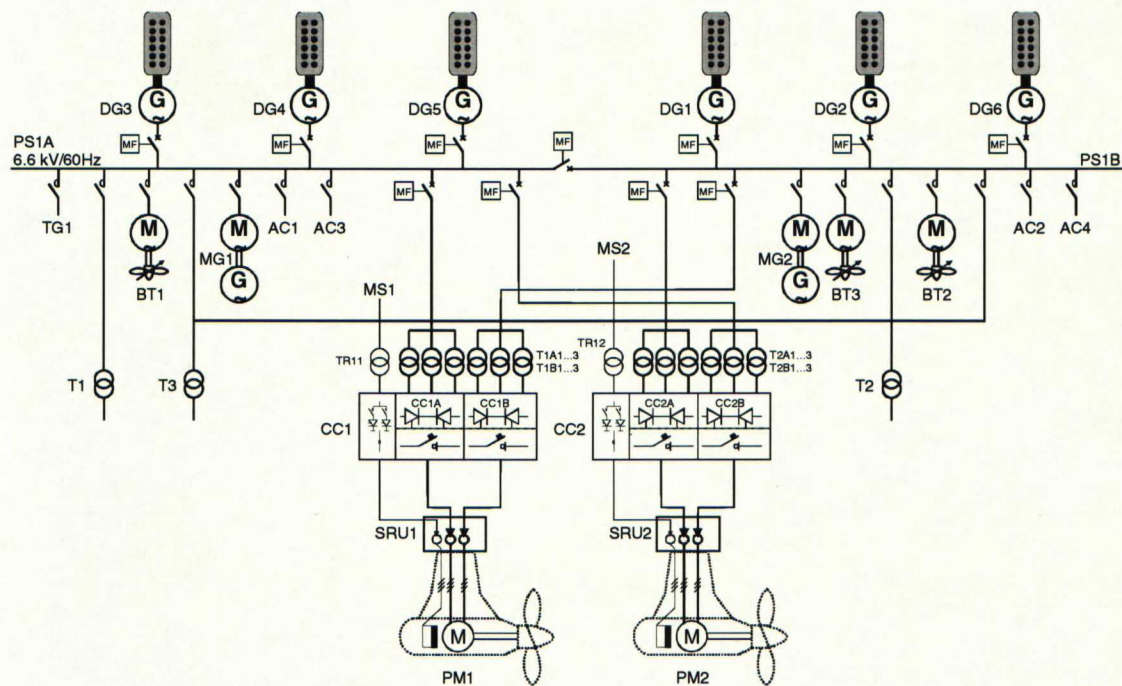 DG3 G ~
DG4 G ~
DG5 G ~
DG1 G ~
DG2 G ~
DG6 G ~
MF MF MF MF MF MF MF
PS1A
6.6 kV/60Hz
PS1B
MF MF MF MF
TG1
M ~
BT1
M ~
MG1
G ~
AC1 AC3
M ~
MG2
G ~
M ~
BT3
M ~
BT2
AC2 AC4
MS1
MS2
TR11
T1A1...3
T1B1...3
TR12
T2A1...3
T2B1...3
T1
T3
T2
CC1
CC1A CC1B
CC2
CC2A CC2B
SRU1
SRU2
M
M
PM1
PM2